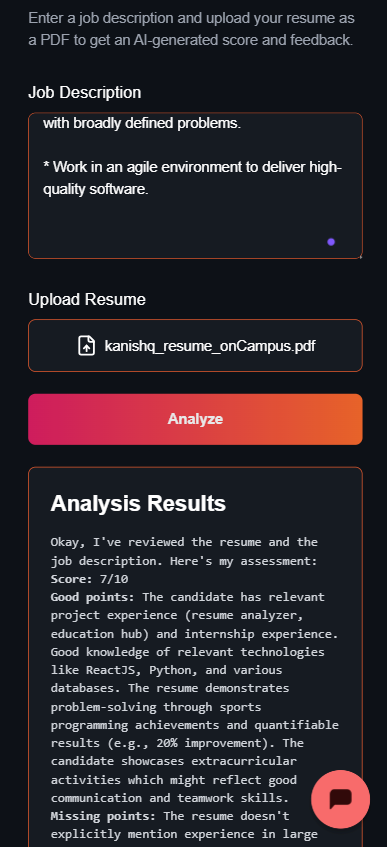 Enter a job description and upload your resume as
a PDF to get an AI-generated score and feedback.
Job Description
with broadly defined problems.
* Work in an agile environment to deliver high-
quality software.
Upload Resume
kanishq_resume_onCampus.pdf
Analyze
Analysis Results
Okay, I've reviewed the resume and the
job description. Here's my assessment:
Score: 7/10
Good points: The candidate has relevant
project experience (resume analyzer,
education hub) and internship experience.
Good knowledge of relevant technologies
like ReactJS, Python, and various
databases. The resume demonstrates
problem-solving through sports
programming achievements and quantifiable
results (e.g., 20% improvement). The
candidate showcases extracurricular
activities which might reflect good
communication and teamwork skills.
Missing points: The resume doesn't
explicitly mention experience in large